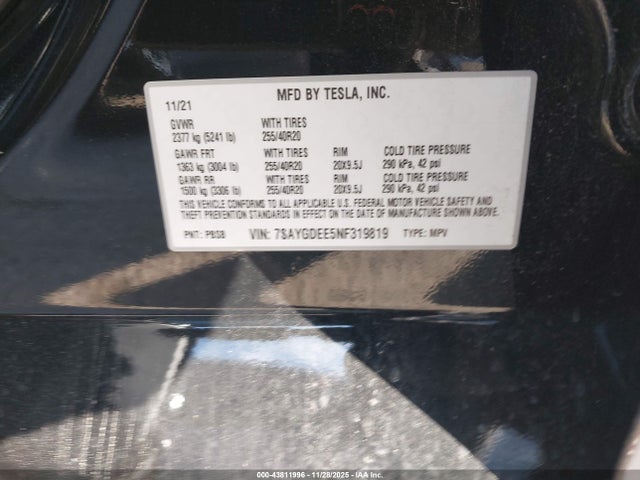 MFD BY TESLA, INC.
11/21
GVWR WITH TIRES
2377 kg (5241 lb) 255/40R20
GAWR FRT WITH TIRES RIM COLD TIRE PRESSURE
1363 kg (3004 lb) 255/40R20 20X9.5J 290 kPa, 42 psi
GAWR RR WITH TIRES RIM COLD TIRE PRESSURE
1500 kg (3306 lb) 255/40R20 20X9.5J 290 kPa, 42 psi
THIS VEHICLE CONFORMS TO ALL APPLICABLE U.S. FEDERAL MOTOR VEHICLE SAFETY AND
THEFT PREVENTION STANDARDS IN EFFECT ON THE DATE OF MANUFACTURE SHOWN ABOVE.
PNT: PBSB VIN: 7SAYGDEE5NF319819 TYPE: MPV
000-43811996 - 11/28/2025 - IAAI.com